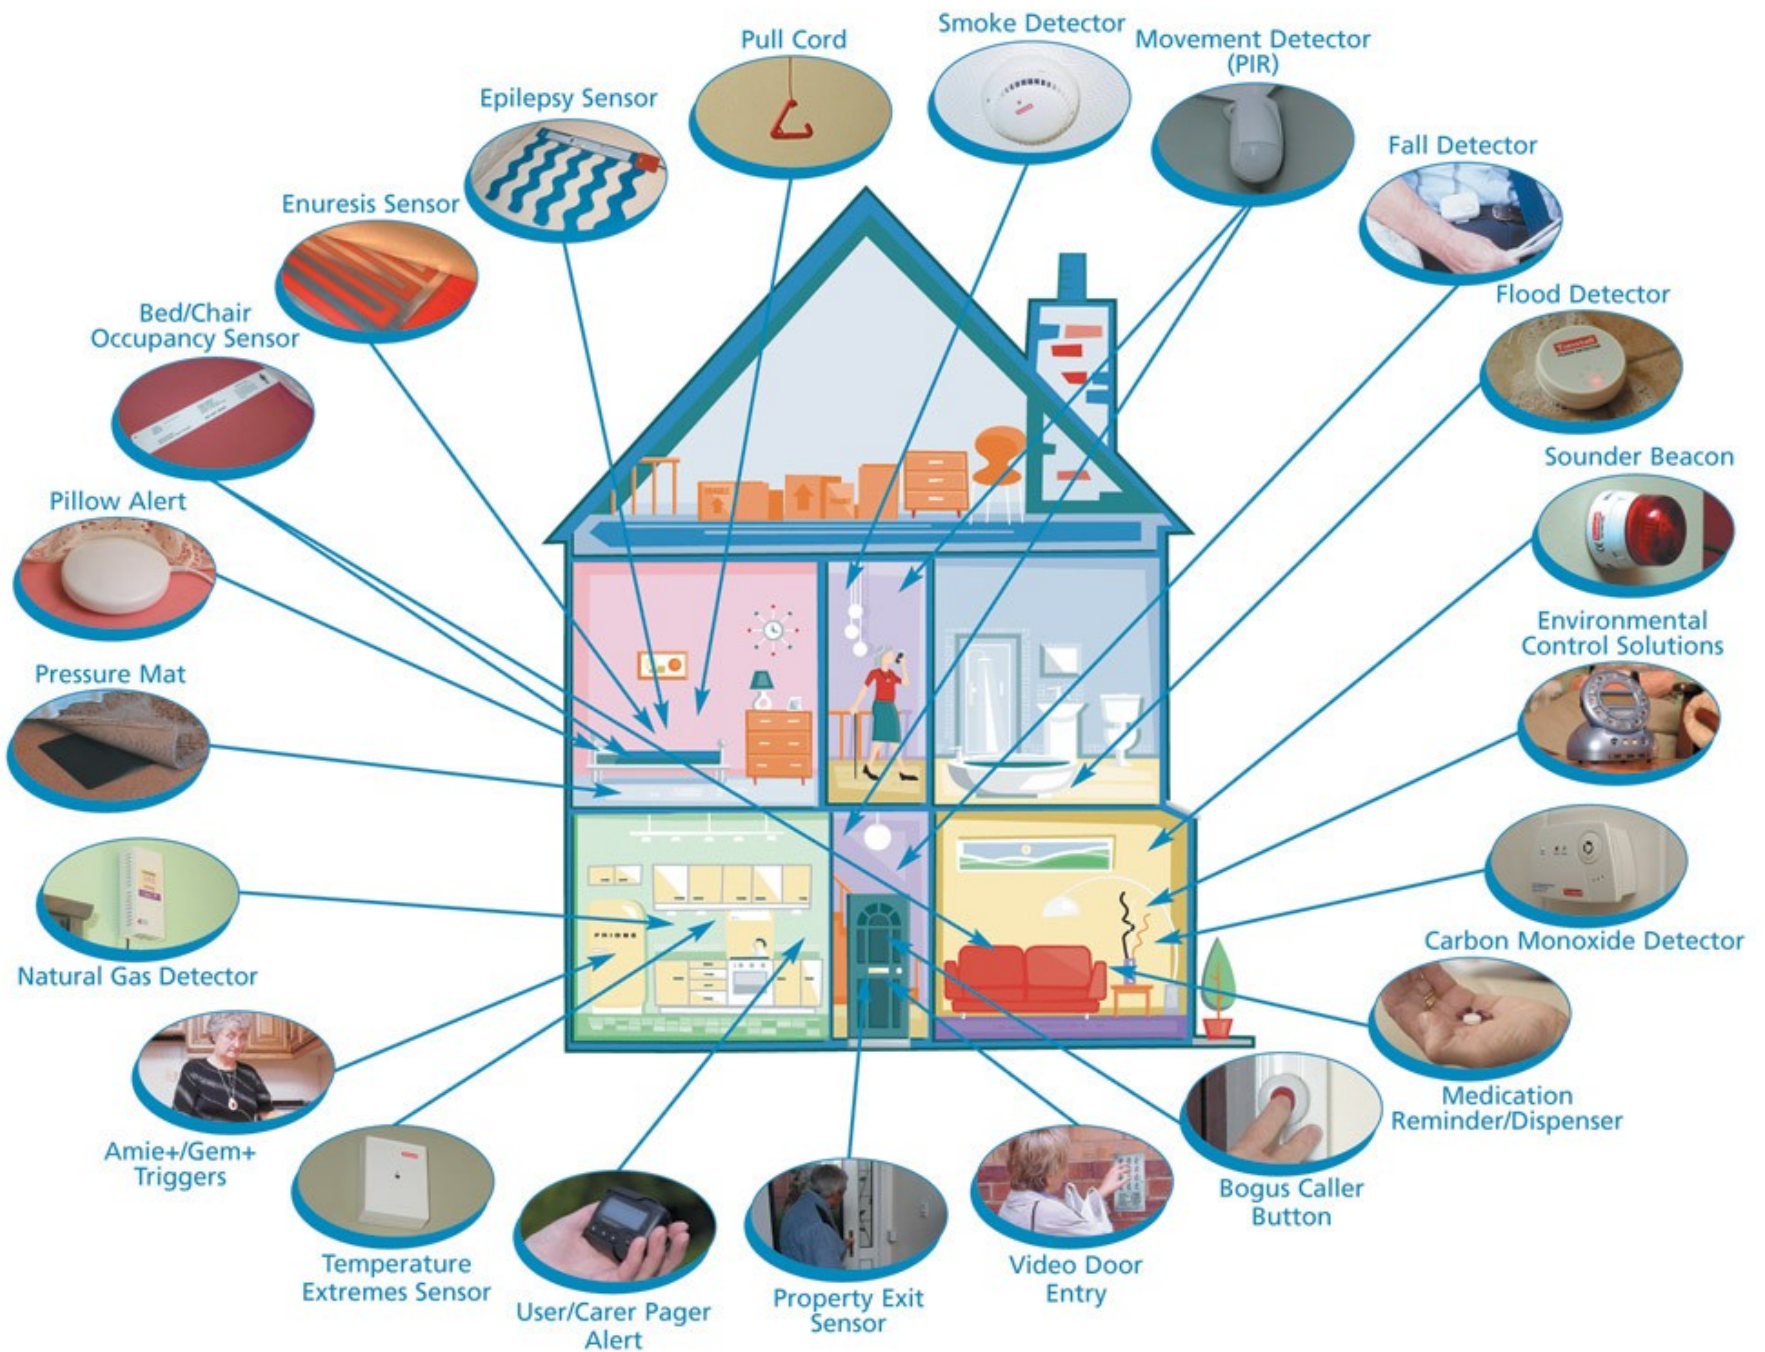 Pull Cord
Smoke Detector
Movement Detector
(PIR)
Epilepsy Sensor
Fall Detector
Enuresis Sensor
Flood Detector
Bed/Chair
Occupancy Sensor
Sounder Beacon
Pillow Alert
Environmental
Control Solutions
Pressure Mat
FRIDGE
Carbon Monoxide Detector
Natural Gas Detector
Medication
Reminder/Dispenser
Amie+/Gem+
Triggers
Bogus Caller
Button
Temperature
Extremes Sensor
Video Door
Entry
Property Exit
Sensor
User/Carer Pager
Alert